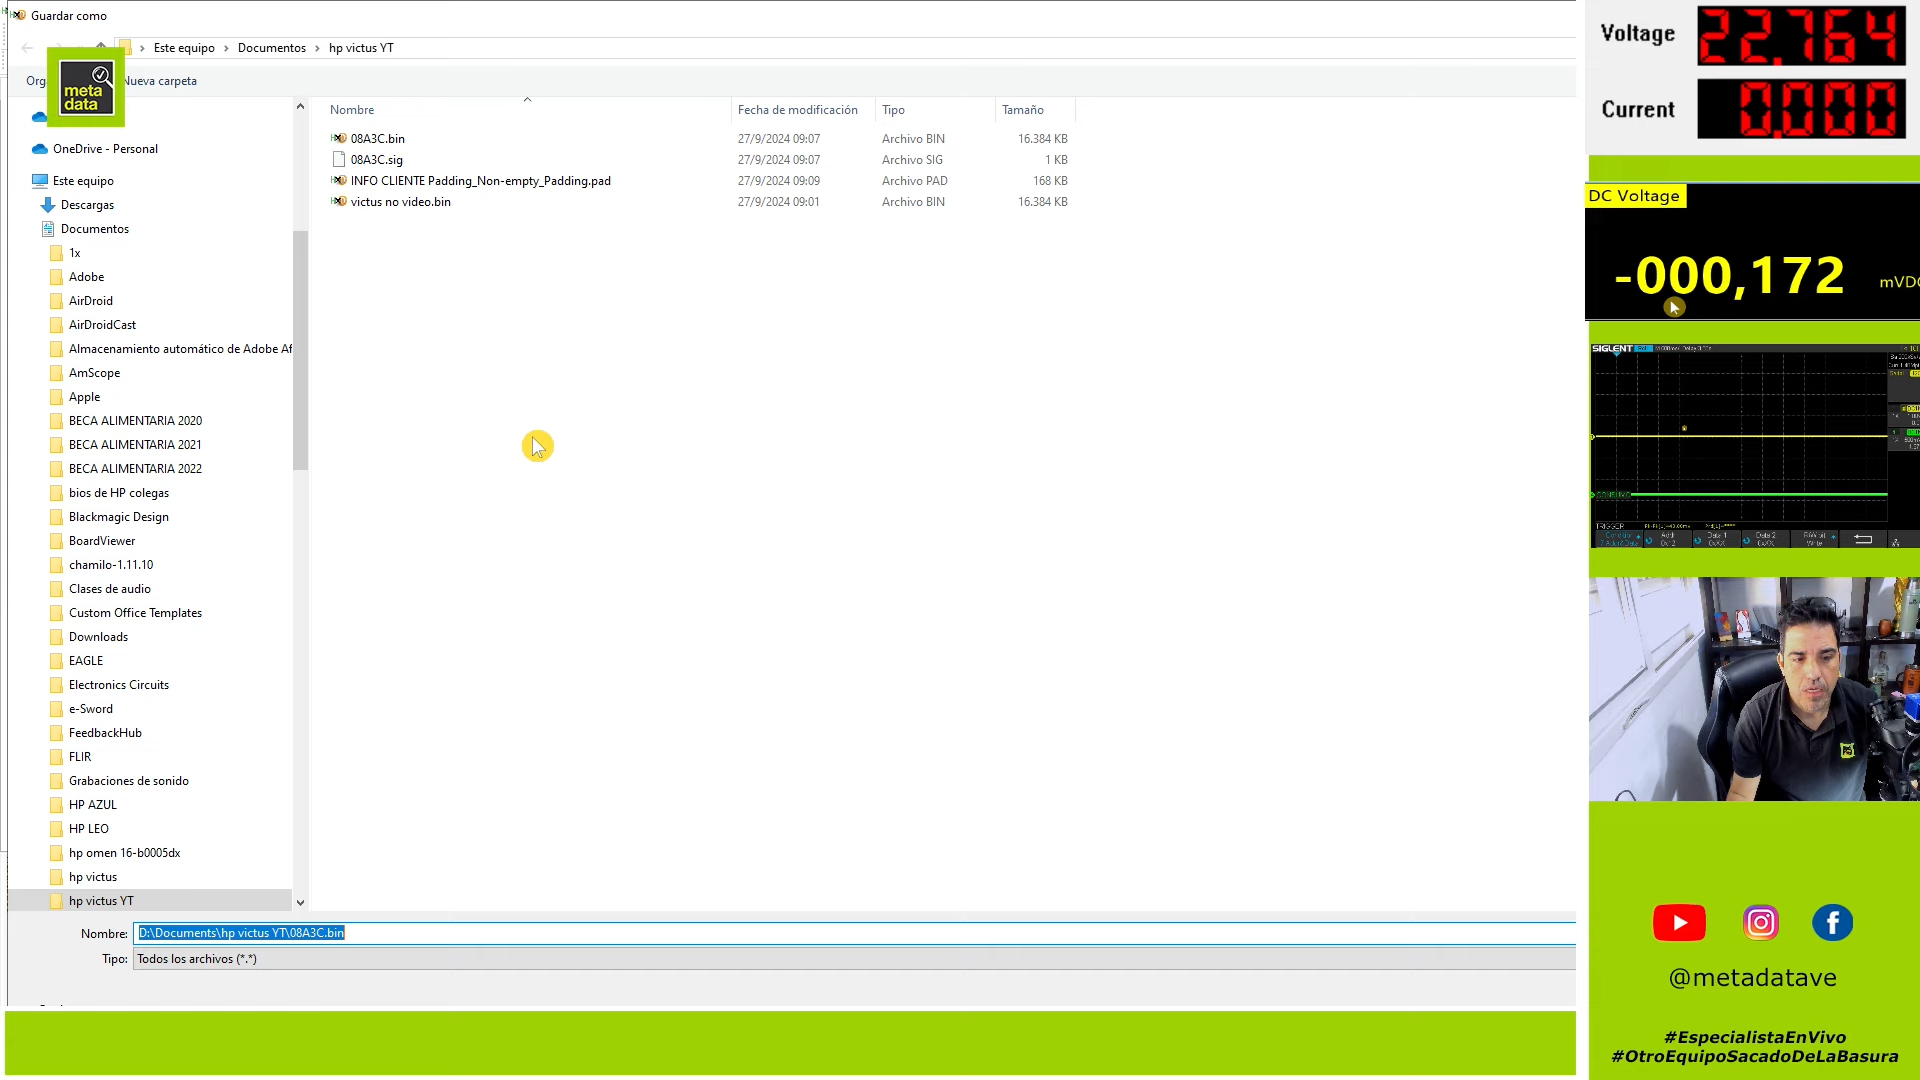 Guardar como
Este equipo > Documentos > hp victus YT
Nueva carpeta
meta
data
Nombre
Fecha de modificación
Tipo
Tamaño
08A3C.bin 27/9/2024 09:07 Archivo BIN 16.384 KB
08A3C.sig 27/9/2024 09:07 Archivo SIG 1 KB
INFO CLIENTE Padding_Non-empty_Padding.pad 27/9/2024 09:09 Archivo PAD 168 KB
victus no video.bin 27/9/2024 09:01 Archivo BIN 16.384 KB
OneDrive - Personal
Este equipo
Descargas
Documentos
1x
Adobe
AirDroid
AirDroidCast
Almacenamiento automático de Adobe Af
AmScope
Apple
BECA ALIMENTARIA 2020
BECA ALIMENTARIA 2021
BECA ALIMENTARIA 2022
bios de HP colegas
Blackmagic Design
BoardViewer
chamilo-1.11.10
Clases de audio
Custom Office Templates
Downloads
EAGLE
Electronics Circuits
e-Sword
FeedbackHub
FLIR
Grabaciones de sonido
HP AZUL
HP LEO
hp omen 16-b0005dx
hp victus
hp victus YT
Nombre: D:\Documents\hp victus YT\08A3C.bin
Tipo: Todos los archivos (*.*)
Voltage 22,764
Current 0,000
DC Voltage
-000,172 mVDC
SIGLENT
TRIGGER
@metadatave
#EspecialistaEnVivo
#OtroEquipoSacadoDeLaBasura